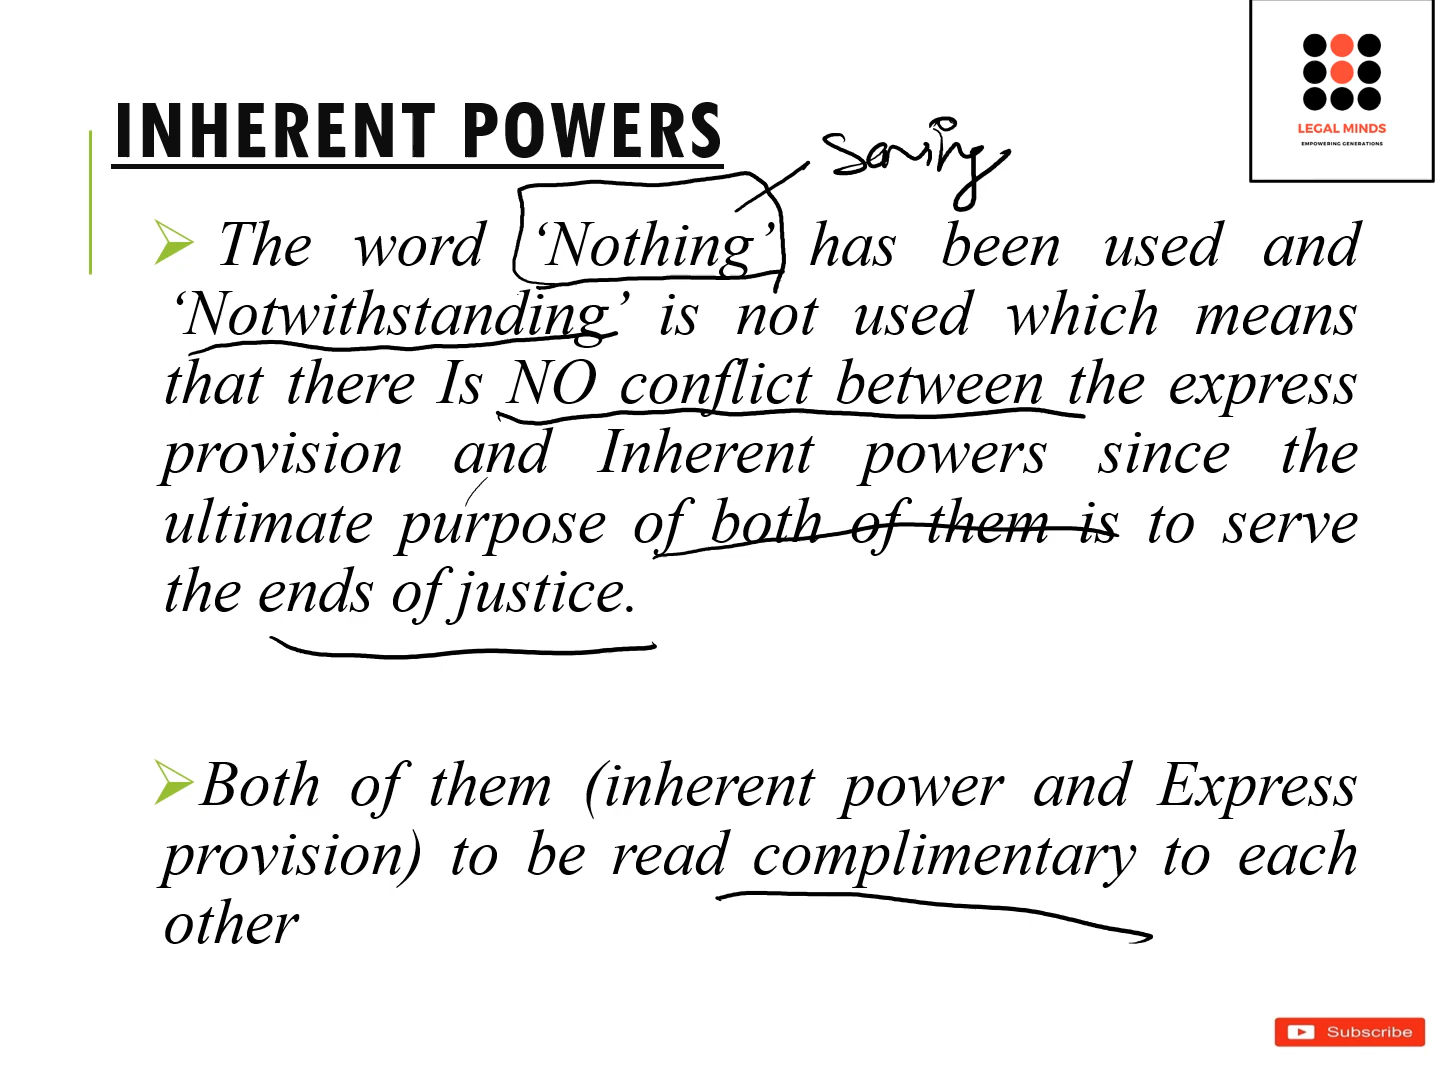 LEGAL MINDS
EMPOWERING GENERATIONS
INHERENT POWERS
Saving
The word ‘Nothing’ has been used and
‘Notwithstanding’ is not used which means
that there Is NO conflict between the express
provision and Inherent powers since the
ultimate purpose of both of them is to serve
the ends of justice.
Both of them (inherent power and Express
provision) to be read complimentary to each
other
Subscribe